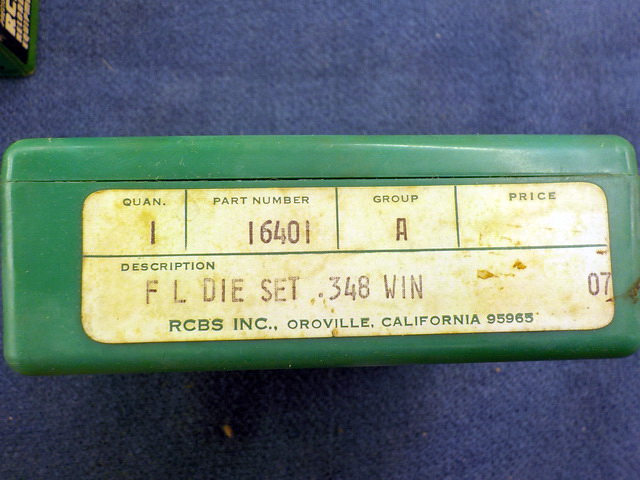 QUAN. PART NUMBER GROUP PRICE
1 16401 A
DESCRIPTION
F L DIE SET .348 WIN 07
RCBS INC., OROVILLE, CALIFORNIA 95965